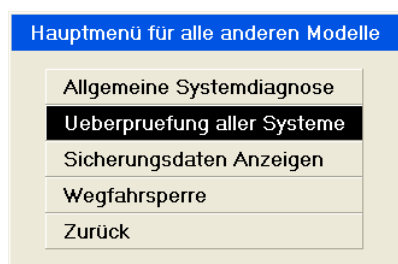 Hauptmenü für alle anderen Modelle
Allgemeine Systemdiagnose
Ueberpruefung aller Systeme
Sicherungsdaten Anzeigen
Wegfahrsperre
Zurück